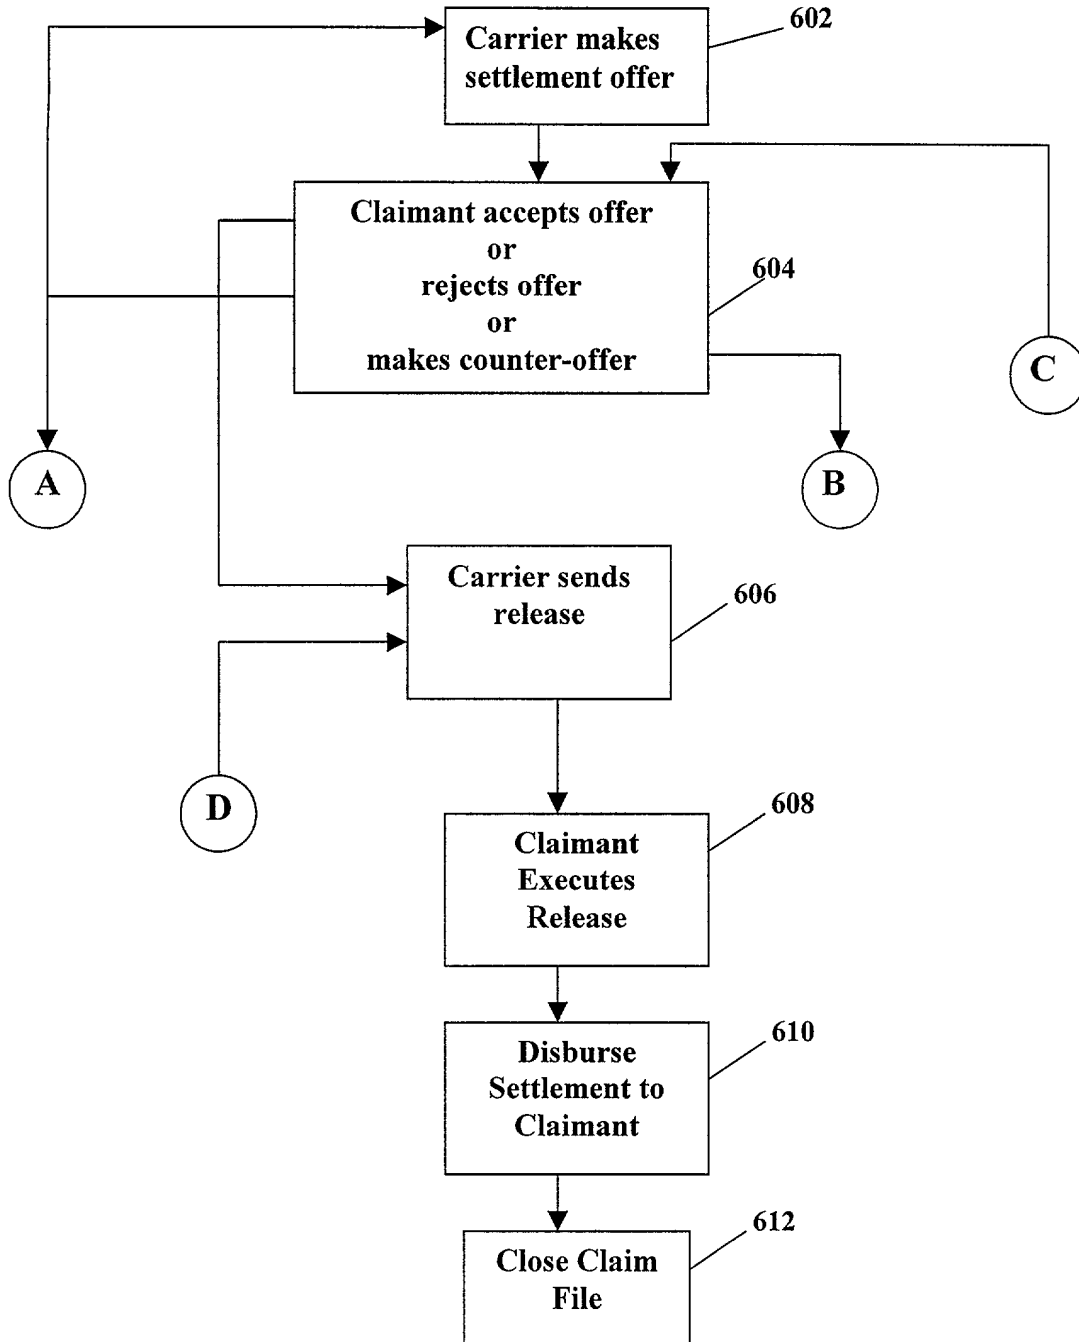 602
Carrier makes
settlement offer
Claimant accepts offer
or
rejects offer
or
makes counter-offer
604
C
A
B
Carrier sends
release
606
D
608
Claimant
Executes
Release
610
Disburse
Settlement to
Claimant
612
Close Claim
File